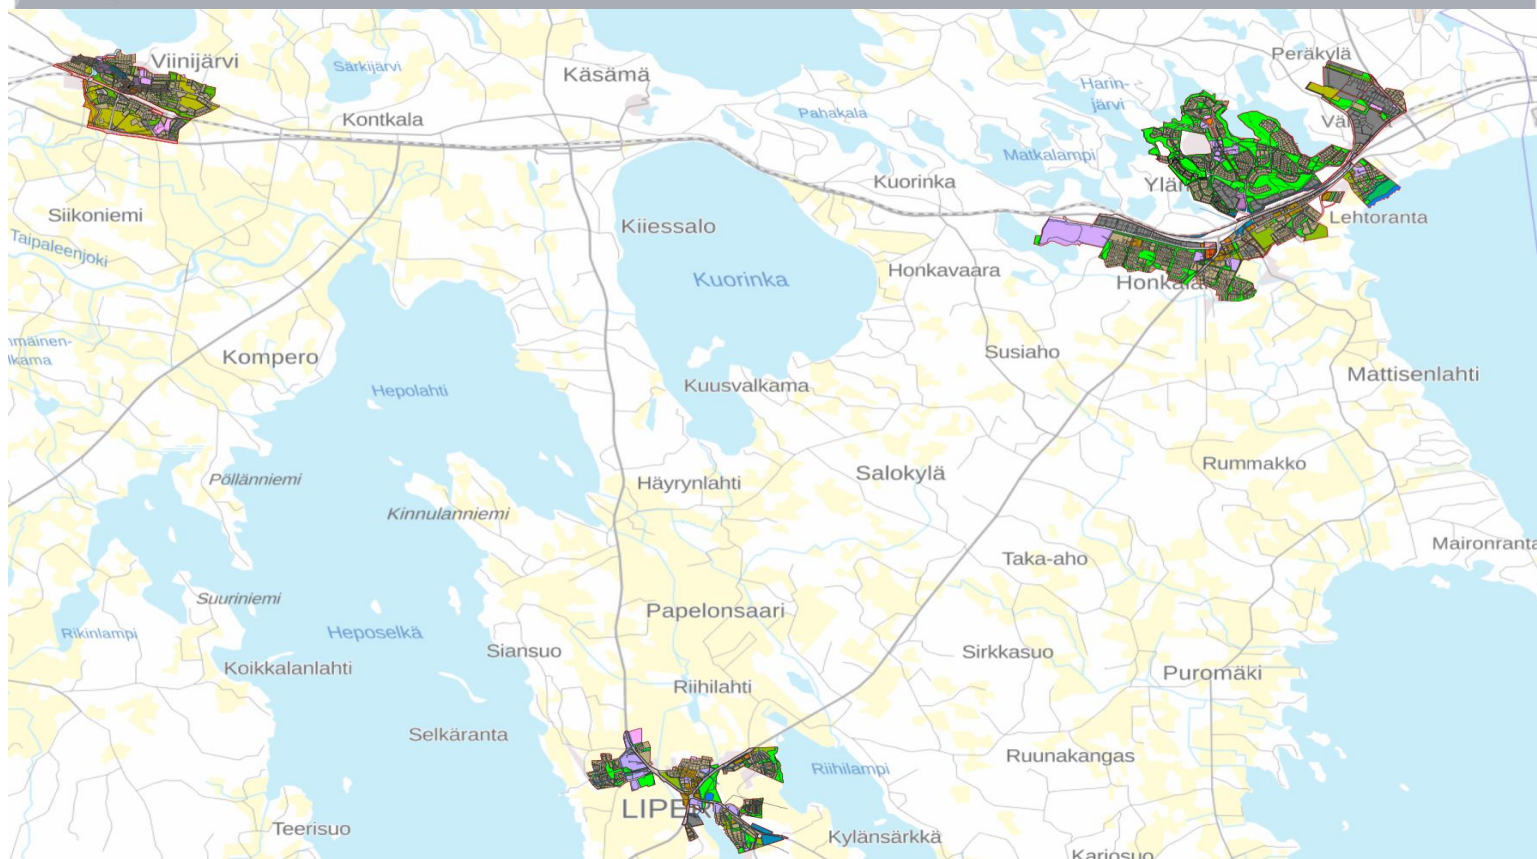 Peräkylä
Viinijärvi
Särkijärvi
Käsämä
Harin-
järvi
Pahakala
Kontkala
Matkalampi
Kuorinka
Siikoniemi
Lehtoranta
Kiiessalo
Taipaleenjoki
Honkavaara
Kuorinka
Susiaho
Kompero
Mattisenlahti
Kuusvalkama
Hepolahti
Rummakko
Salokylä
Pöllänniemi
Häyrynlahti
Kinnulanniemi
Maironranta
Taka-aho
Suuriniemi
Papelonsaari
Rikinlampi
Heposelkä
Siansuo
Sirkkasuo
Koikkalanlahti
Puromäki
Riihilahti
Selkäranta
Ruunakangas
Riihilampi
Teerisuo
Kylänsärkkä